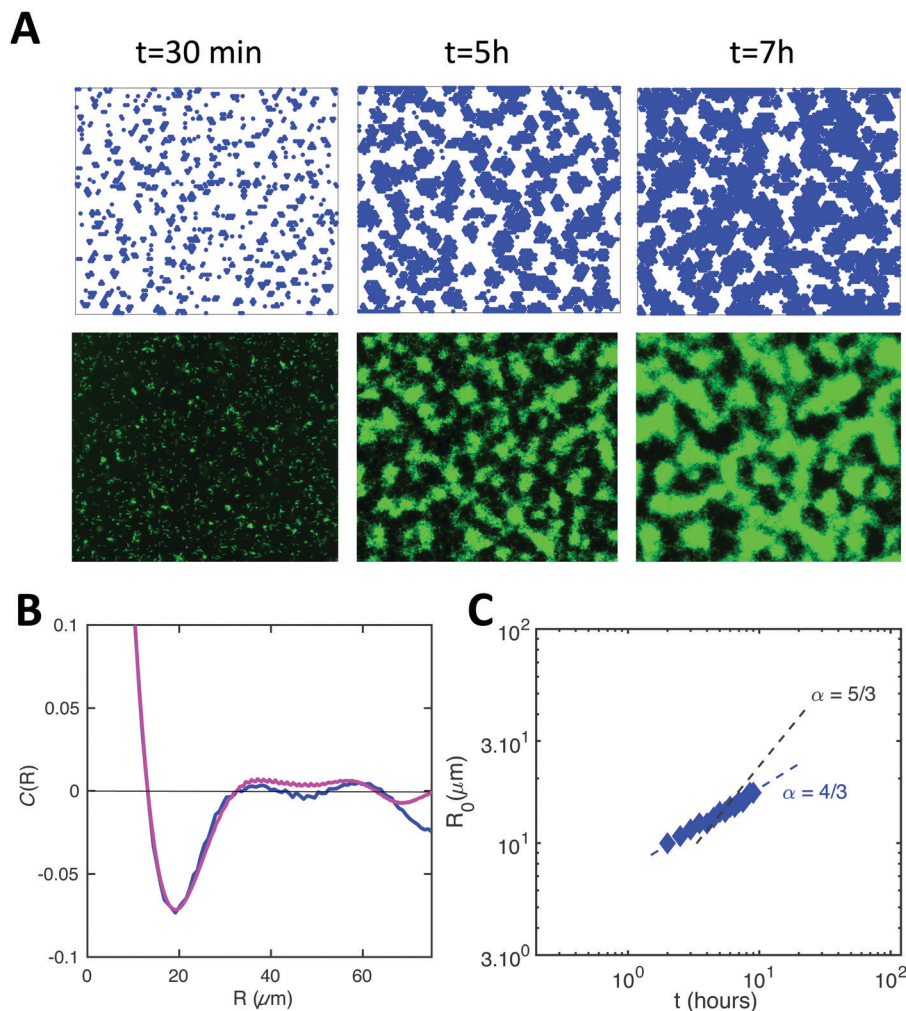 A
t=30 min
t=5h
t=7h
B
0.1
0.05
0
-0.05
-0.1
C(R)
0
20
40
60
R (μm)
C
10²
3.10¹
10¹
3.10⁰
R₀(μm)
α = 5/3
α = 4/3
10⁰
10¹
10²
t (hours)